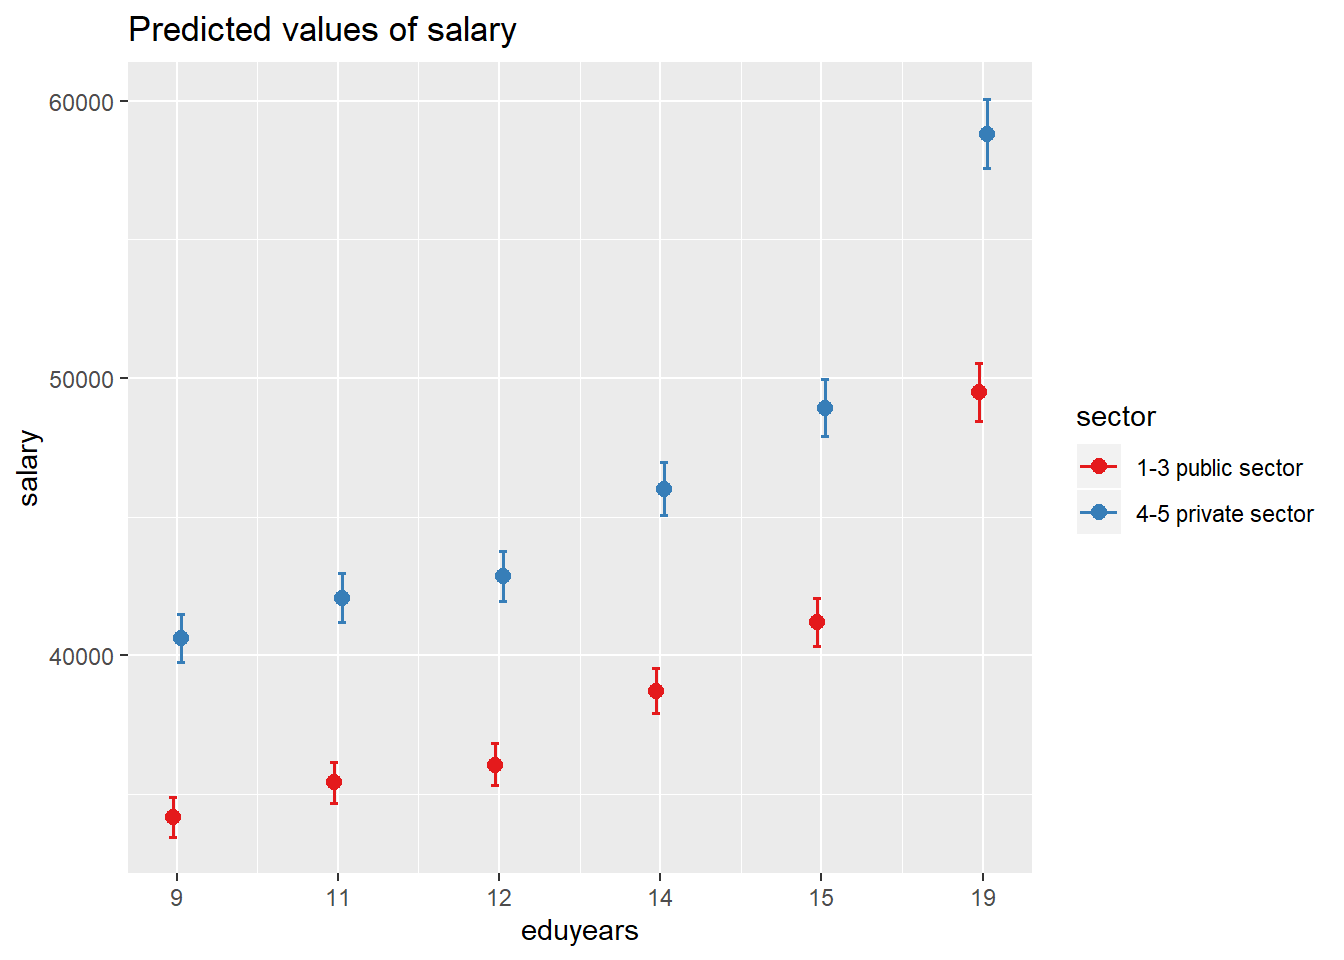 Predicted values of salary
60000
50000
40000
salary
9 11 12 14 15 19
eduyears
sector
1-3 public sector
4-5 private sector